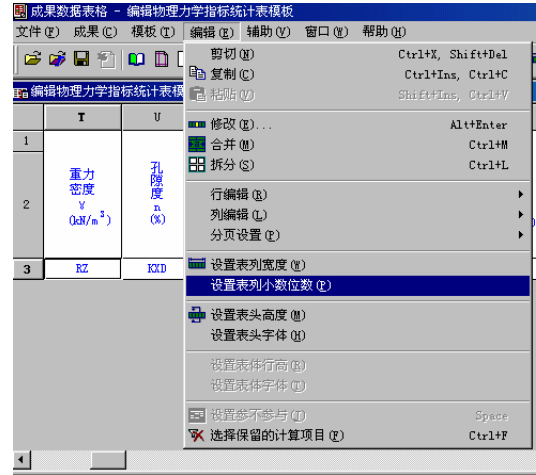 成果数据表格 - 编辑物理力学指标统计表模板
文件(F) 成果(C) 模板(T) 编辑(E) 辅助(V) 窗口(W) 帮助(H)
剪切(N) Ctrl+X, Shift+Del
复制(C) Ctrl+Ins, Ctrl+C
粘贴(V) Shift+Ins, Ctrl+V
编辑物理力学指标统计表模
修改(E)... Alt+Enter
合并(M) Ctrl+M
拆分(S) Ctrl+L
行编辑(R)
列编辑(L)
分页设置(P)
设置表列宽度(W)
设置表列小数位数(P)
设置表头高度(M)
设置表头字体(H)
设置表体行高(R)
设置表体字体(T)
设置参不参与(I) Space
选择保留的计算项目(F) Ctrl+F
T U
1
2
重力
密度
γ
(kN/m³)
孔
隙
度
n
(%)
3 RZ KXD